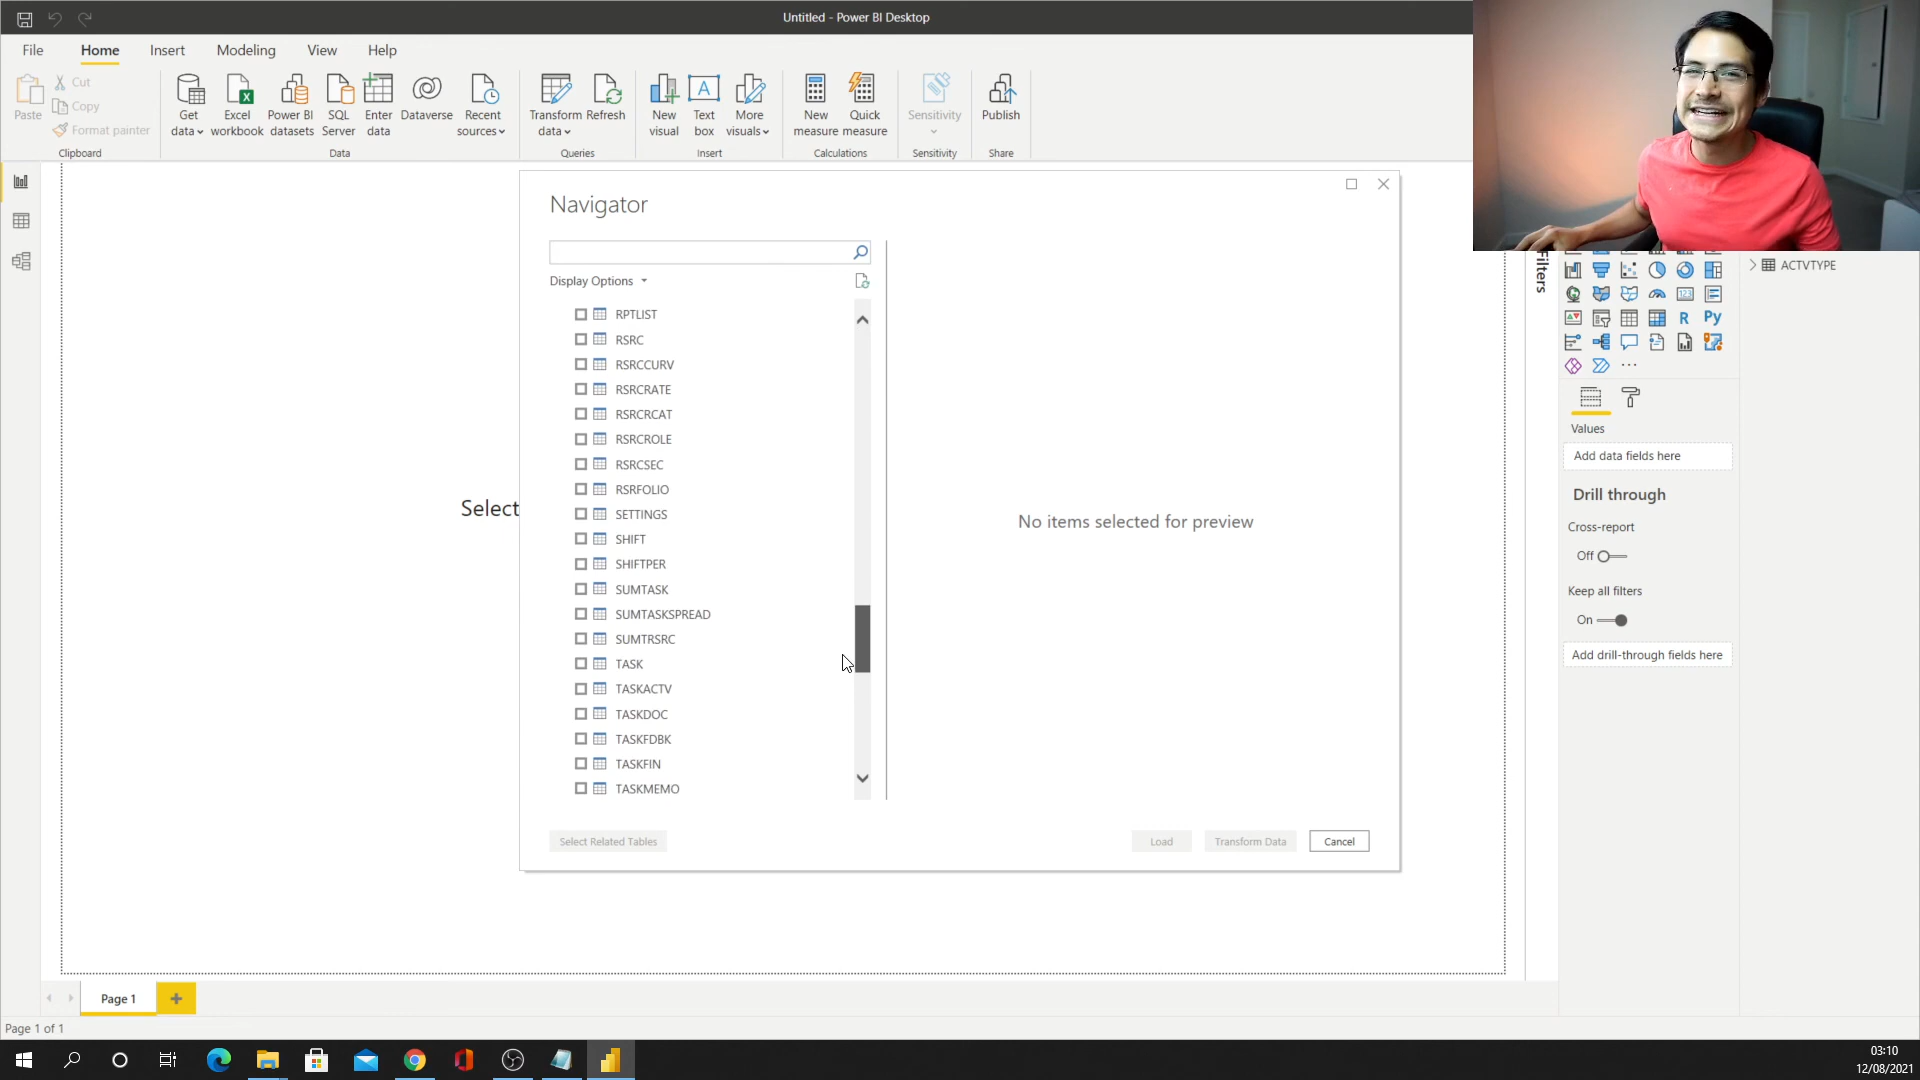 Untitled - Power BI Desktop
File Home Insert Modeling View Help
Paste
Cut
Copy
Format painter
Clipboard
Get data
Excel workbook
Power BI datasets
SQL Server
Enter data
Dataverse
Recent sources
Data
Transform data
Refresh
Queries
New visual
Text box
More visuals
Insert
New measure
Quick measure
Calculations
Sensitivity
Sensitivity
Publish
Share
Navigator
Display Options
RPTLIST
RSRC
RSRCCURV
RSRCRATE
RSRCRCAT
RSRCROLE
RSRCSEC
RSRFOLIO
SETTINGS
SHIFT
SHIFTPER
SUMTASK
SUMTASKSPREAD
SUMTRSRC
TASK
TASKACTV
TASKDOC
TASKFDBK
TASKFIN
TASKMEMO
No items selected for preview
Select Related Tables
Load
Transform Data
Cancel
Select
Filters
ACTVTYPE
123
R
Py
Values
Add data fields here
Drill through
Cross-report
Off
Keep all filters
On
Add drill-through fields here
Page 1
Page 1 of 1
03:10
12/08/2021